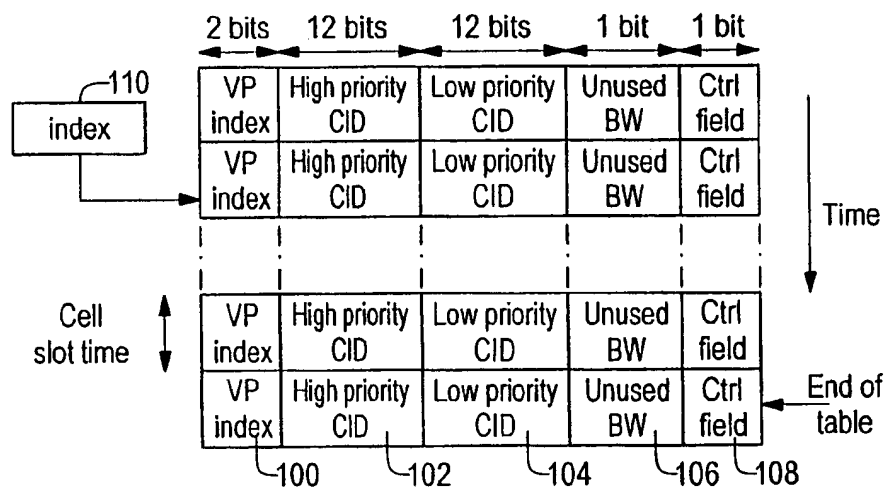 2 bits 12 bits 12 bits 1 bit 1 bit
110
index
VP index High priority CID Low priority CID Unused BW Ctrl field
VP index High priority CID Low priority CID Unused BW Ctrl field
Time
Cell slot time
VP index High priority CID Low priority CID Unused BW Ctrl field
VP index High priority CID Low priority CID Unused BW Ctrl field
End of table
100 102 104 106 108